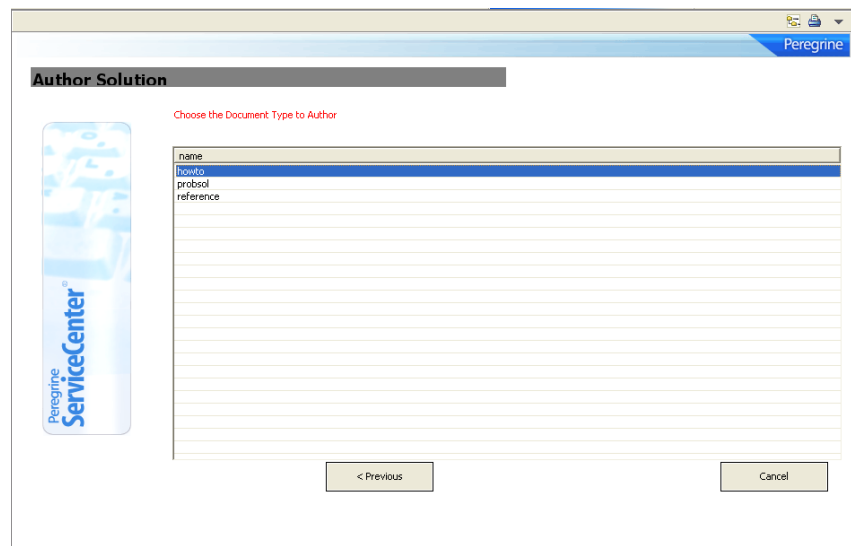 Peregrine
Author Solution
Choose the Document Type to Author
name
howto
probsol
reference
Peregrine
ServiceCenter®
< Previous
Cancel